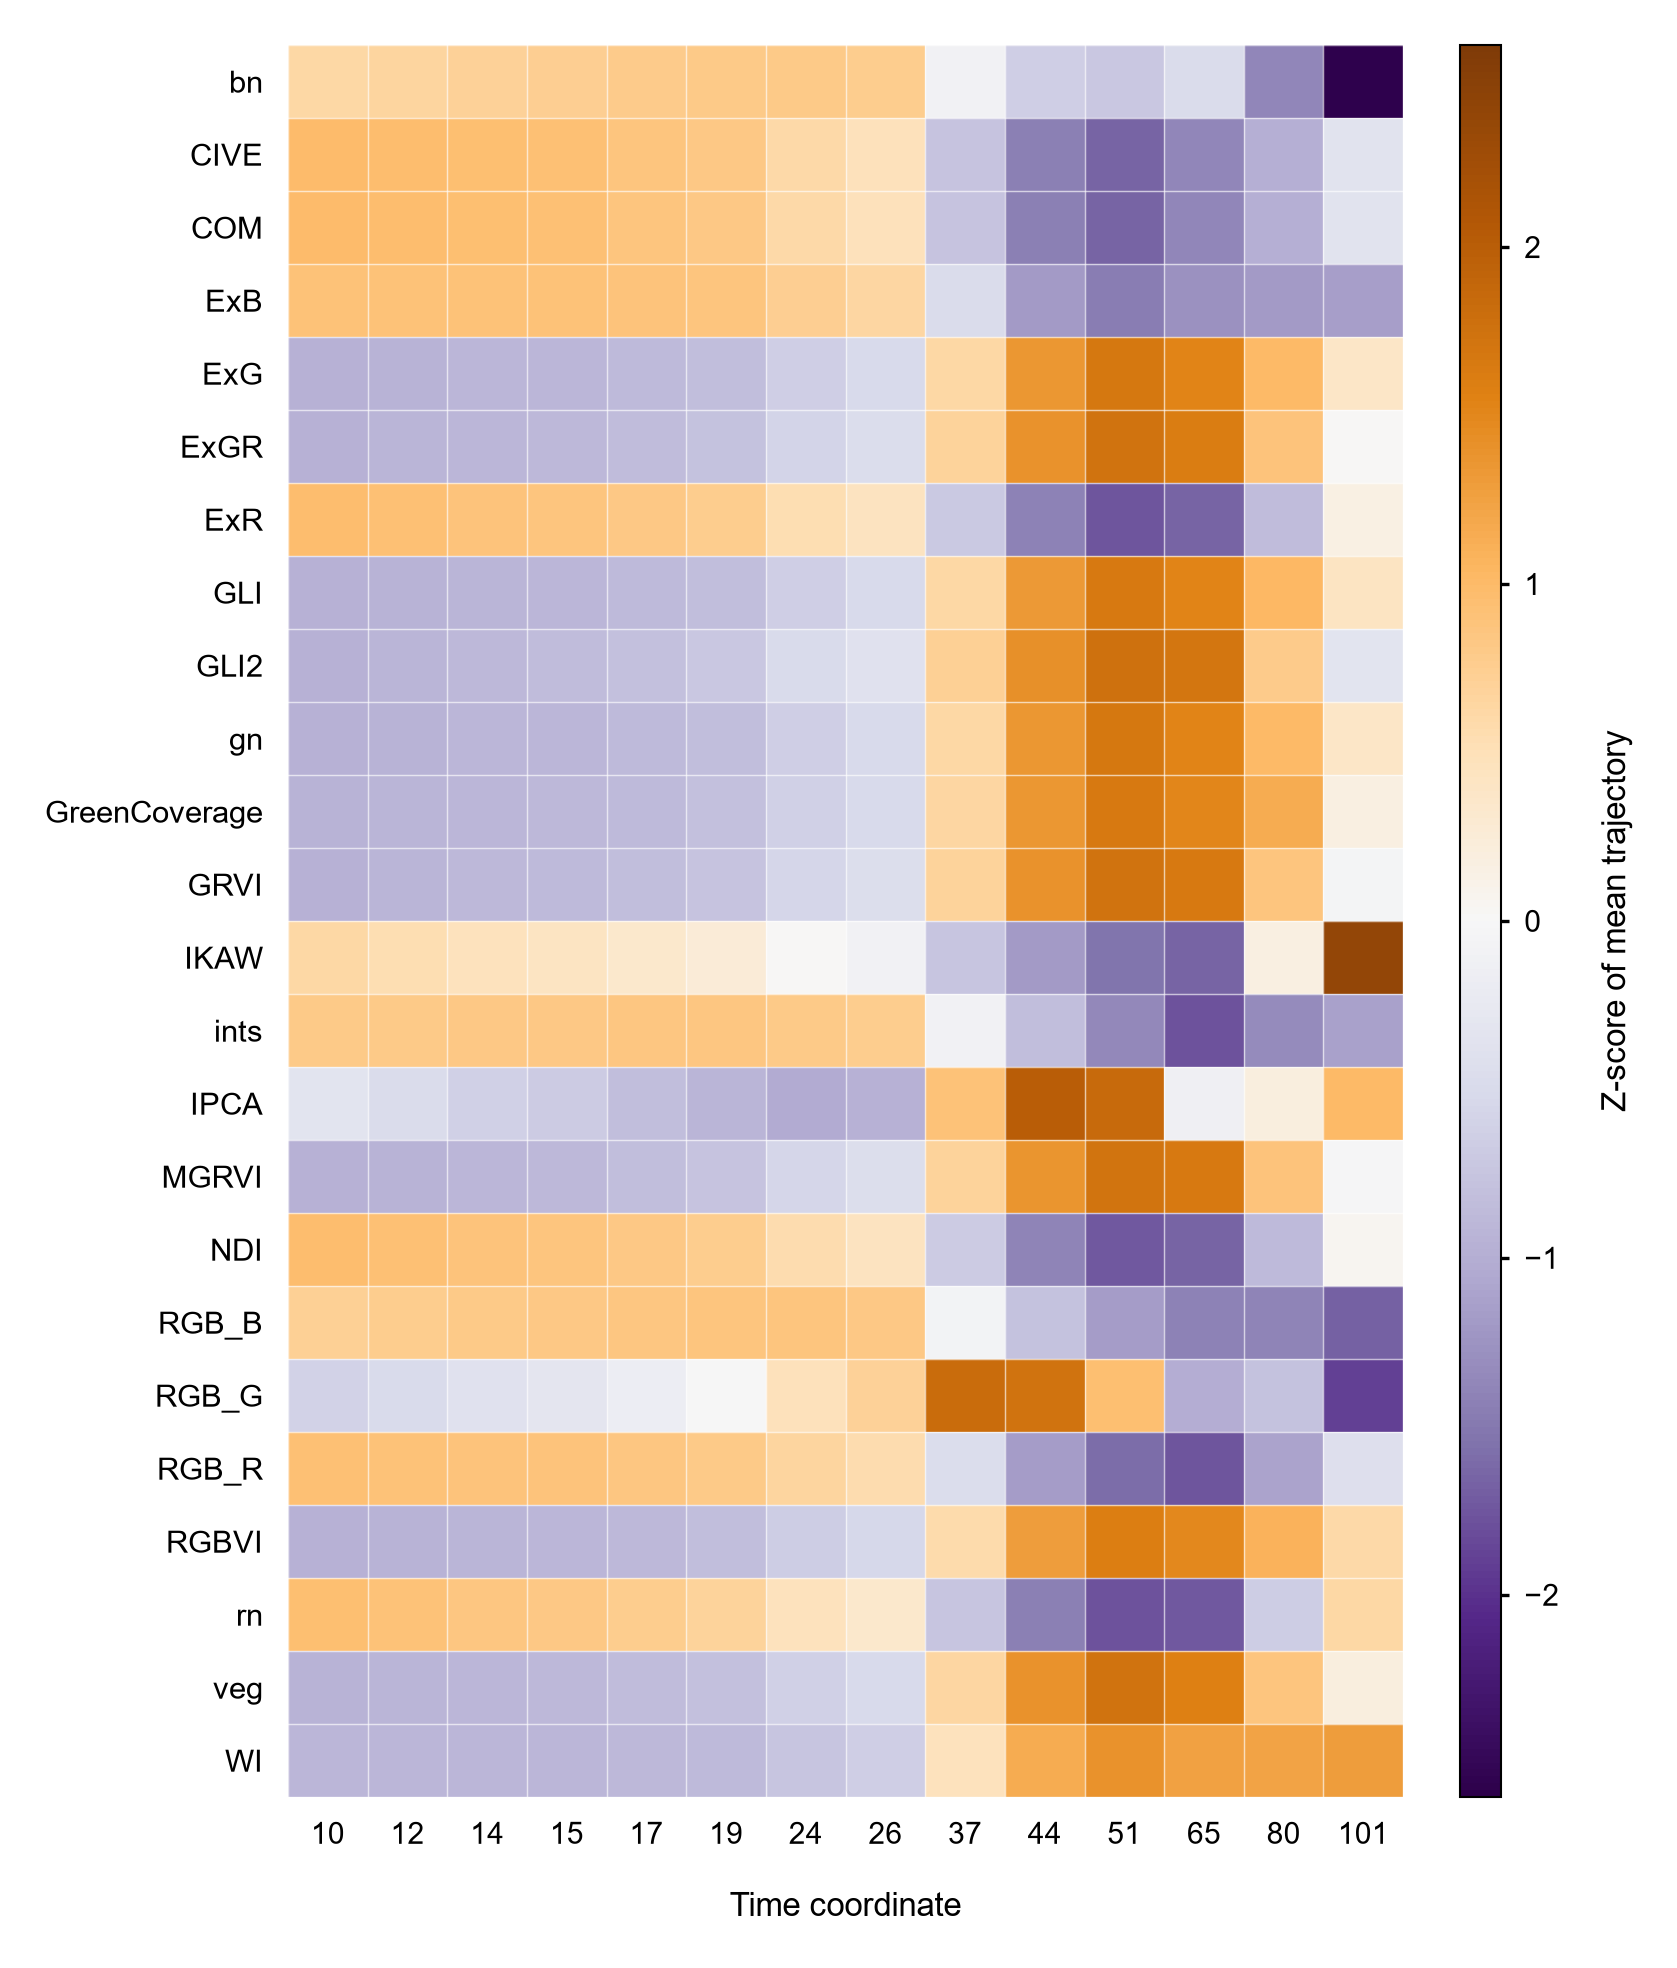 bn
CIVE
COM
ExB
ExG
ExGR
ExR
GLI
GLI2
gn
GreenCoverage
GRVI
IKAW
ints
IPCA
MGRVI
NDI
RGB_B
RGB_G
RGB_R
RGBVI
rn
veg
WI
10 12 14 15 17 19 24 26 37 44 51 65 80 101
Time coordinate
2
1
0
−1
−2
Z-score of mean trajectory